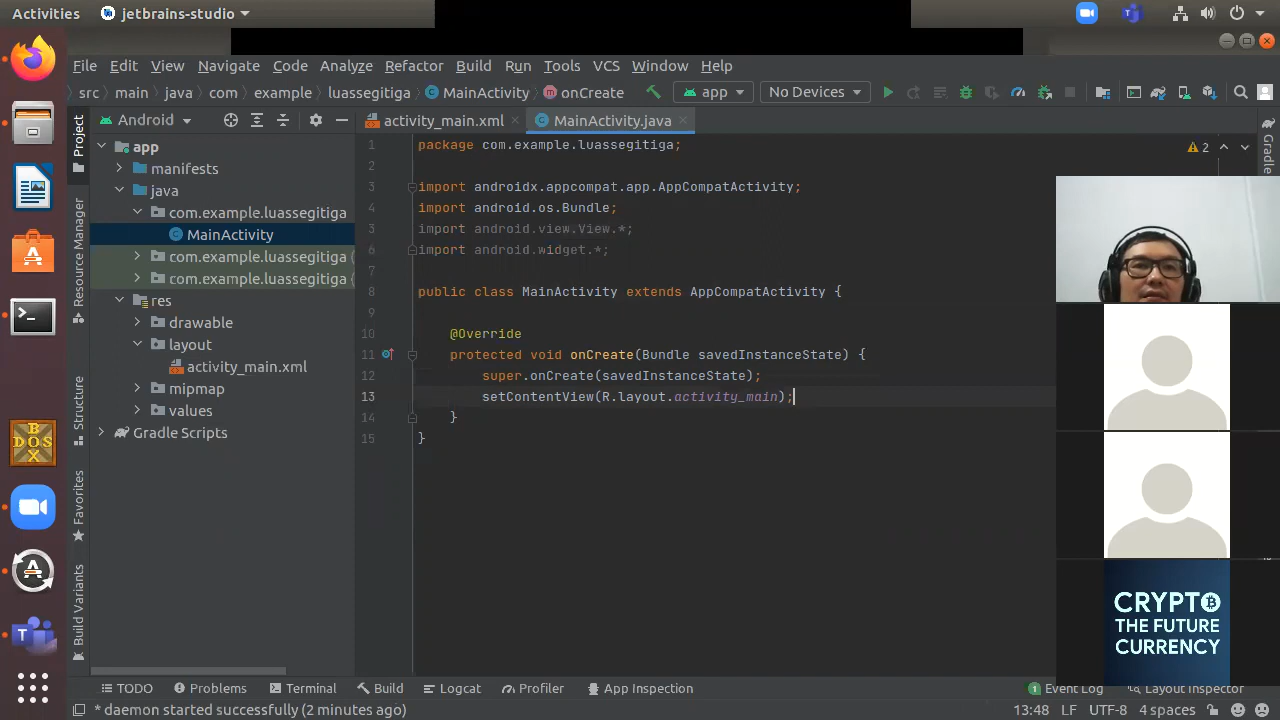 Activities
jetbrains-studio
File Edit View Navigate Code Analyze Refactor Build Run Tools VCS Window Help
src main java com example luassegitiga MainActivity onCreate app No Devices
Android
activity_main.xml
MainActivity.java
Project
Resource Manager
Structure
Favorites
Build Variants
app
manifests
java
com.example.luassegitiga
MainActivity
com.example.luassegitiga (
com.example.luassegitiga (
res
drawable
layout
activity_main.xml
mipmap
values
Gradle Scripts
1 package com.example.luassegitiga;
2
3 import androidx.appcompat.app.AppCompatActivity;
4 import android.os.Bundle;
5 import android.view.View.*;
6 import android.widget.*;
7
8 public class MainActivity extends AppCompatActivity {
9
10 @Override
11 protected void onCreate(Bundle savedInstanceState) {
12 super.onCreate(savedInstanceState);
13 setContentView(R.layout.activity_main);
14 }
15 }
2
Gradle
DOS
BOX
CRYPTO
THE FUTURE
CURRENCY
TODO Problems Terminal Build Logcat Profiler App Inspection
1 Event Log Layout Inspector
* daemon started successfully (2 minutes ago)
13:48 LF UTF-8 4 spaces